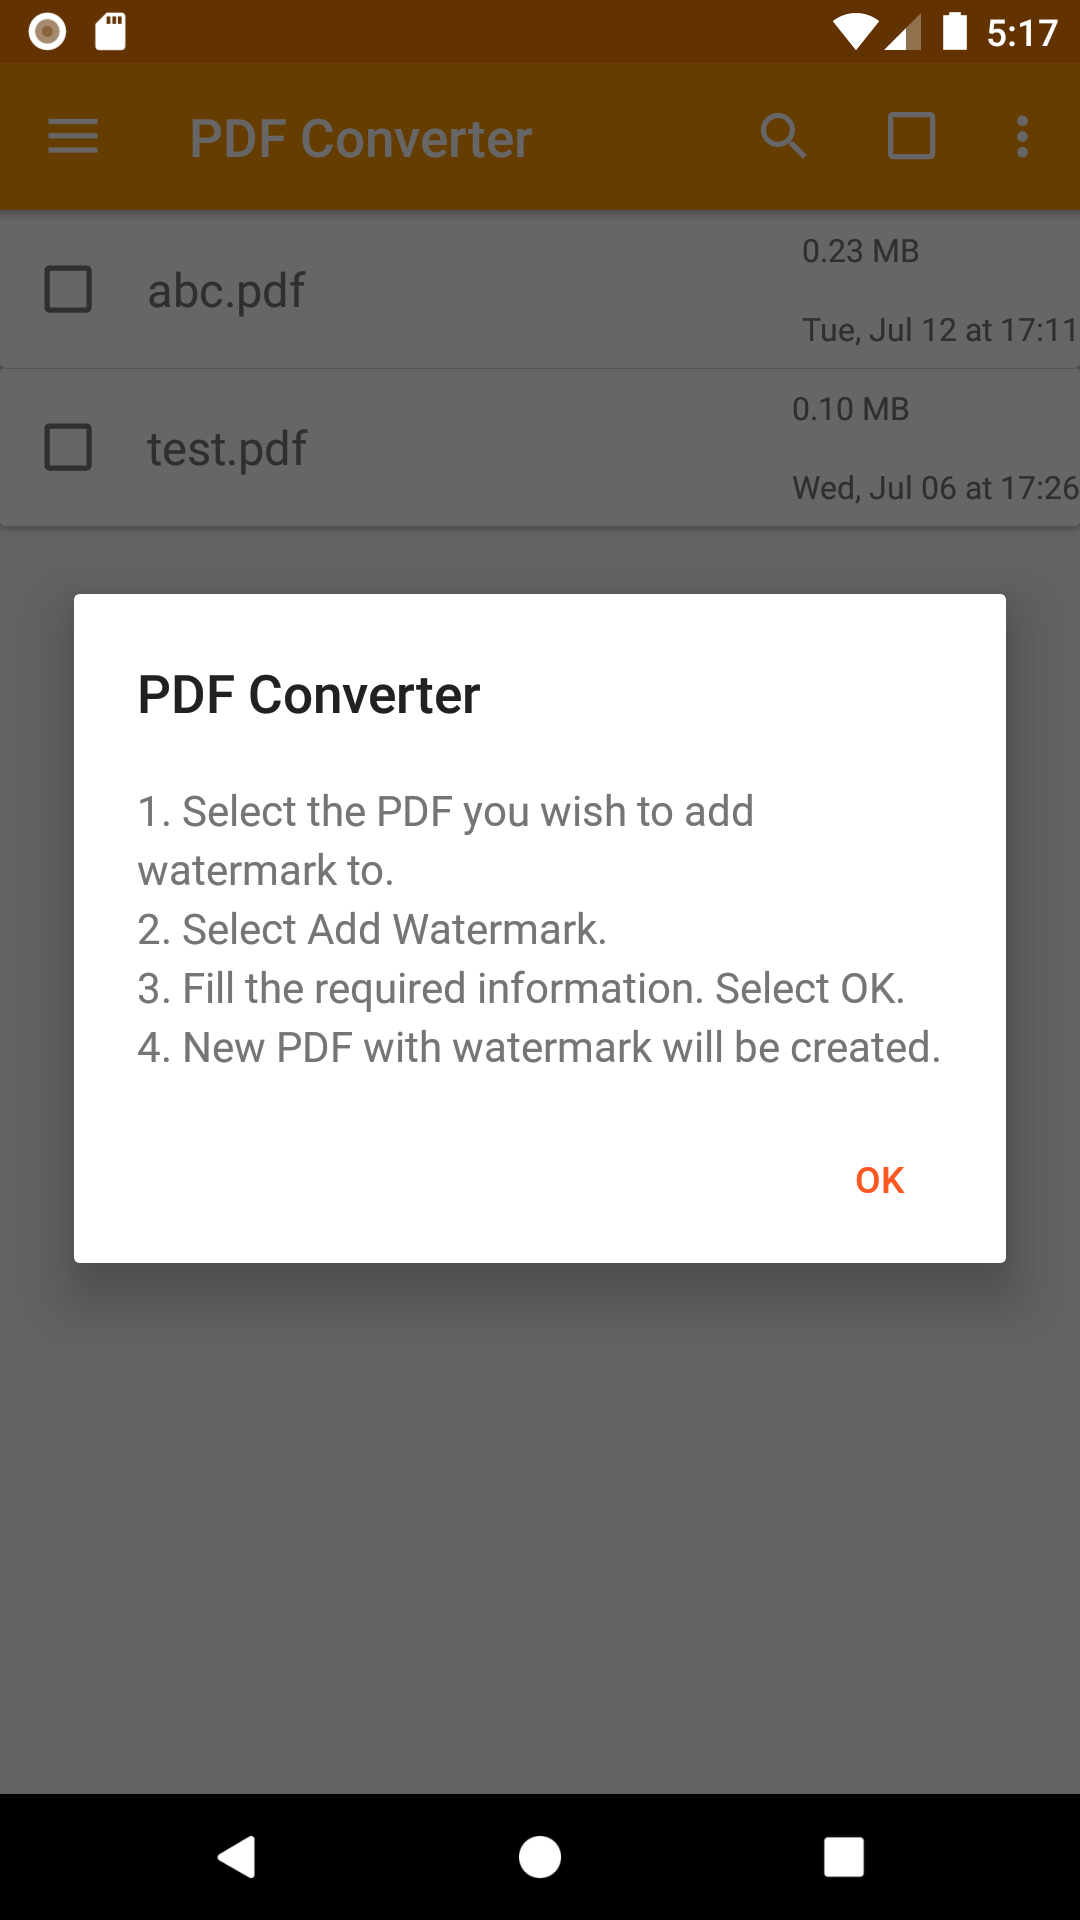 5:17
PDF Converter
0.23 MB
abc.pdf
Tue, Jul 12 at 17:11
0.10 MB
test.pdf
Wed, Jul 06 at 17:26
PDF Converter
1. Select the PDF you wish to add
watermark to.
2. Select Add Watermark.
3. Fill the required information. Select OK.
4. New PDF with watermark will be created.
OK